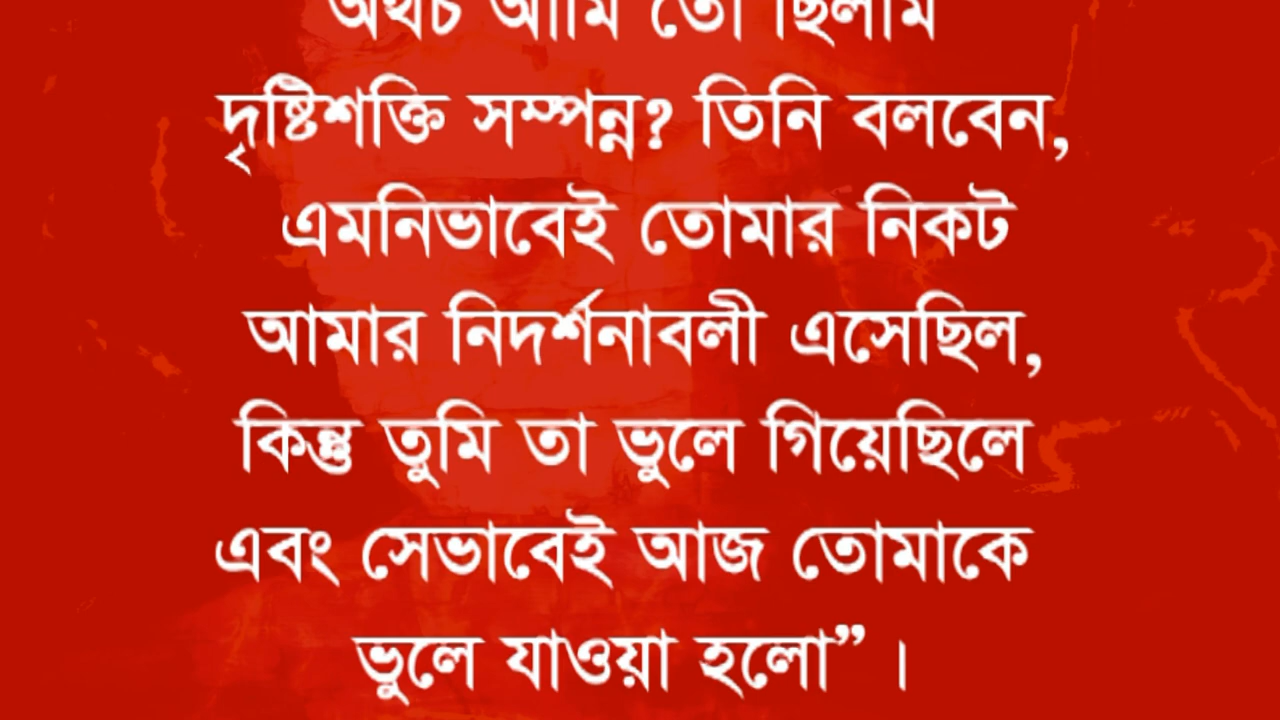 অথচ আমি তো ছিলাম
দৃষ্টিশক্তি সম্পন্ন? তিনি বলবেন,
এমনিভাবেই তোমার নিকট
আমার নিদর্শনাবলী এসেছিল,
কিন্তু তুমি তা ভুলে গিয়েছিলে
এবং সেভাবেই আজ তোমাকে
ভুলে যাওয়া হলো” ।